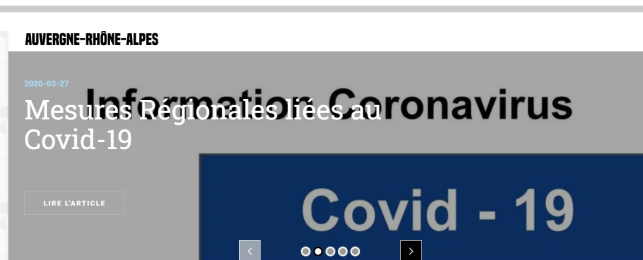 AUVERGNE-RHÔNE-ALPES
2020-03-27
Information Coronavirus
Mesures Régionales liées au
Covid-19
LIRE L'ARTICLE
Covid - 19